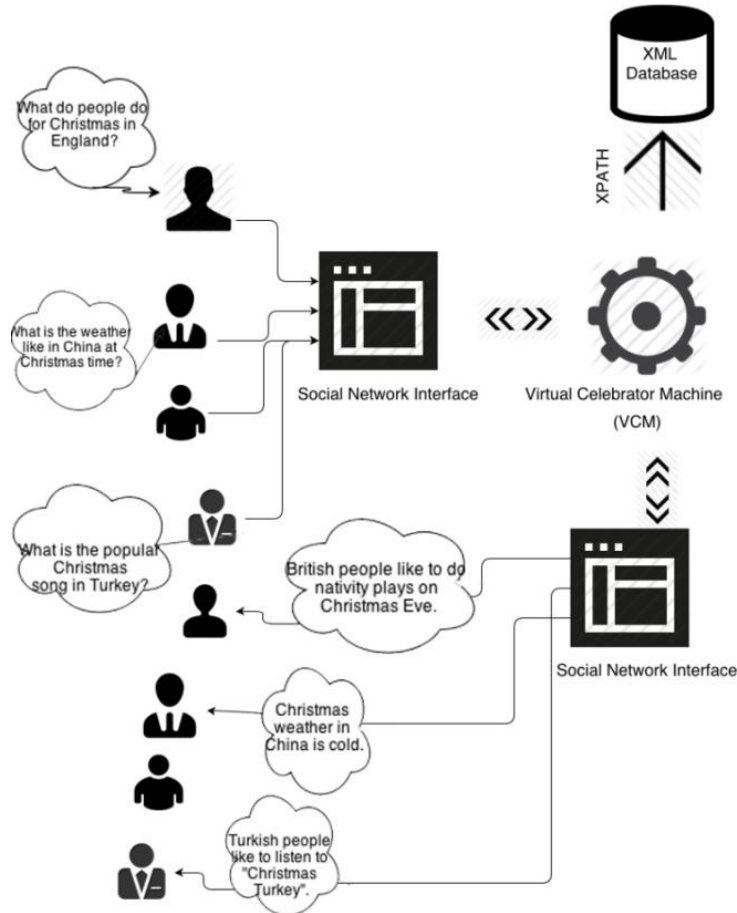 XML
Database
What do people do
for Christmas in
England?
XPATH
What is the weather
like in China at
Christmas time?
Social Network Interface
Virtual Celebrator Machine
(VCM)
What is the popular
Christmas
song in Turkey?
British people like to do
nativity plays on
Christmas Eve.
Social Network Interface
Christmas
weather in
China is cold.
Turkish people
like to listen to
"Christmas
Turkey".